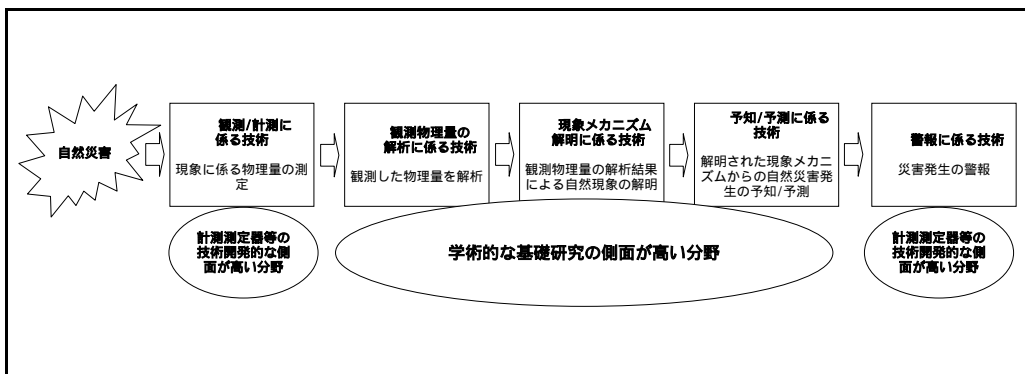 自然災害
観測/計測に
係る技術
現象に係る物理量の測
定
観測物理量の
解析に係る技術
観測した物理量を解析
現象メカニズム
解明に係る技術
観測物理量の解析結果
による自然現象の解明
予知/予測に係る
技術
解明された現象メカニ
ズムからの自然災害発
生の予知/予測
警報に係る技術
災害発生の警報
計測測定器等の
技術開発的な側
面が高い分野
学術的な基礎研究の側面が高い分野
計測測定器等の
技術開発的な側
面が高い分野